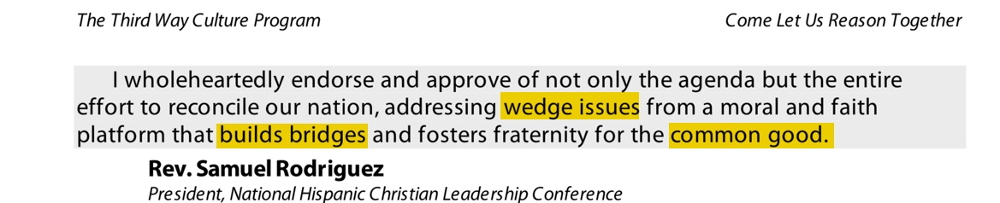 The Third Way Culture Program Come Let Us Reason Together
I wholeheartedly endorse and approve of not only the agenda but the entire
effort to reconcile our nation, addressing wedge issues from a moral and faith
platform that builds bridges and fosters fraternity for the common good.
Rev. Samuel Rodriguez
President, National Hispanic Christian Leadership Conference